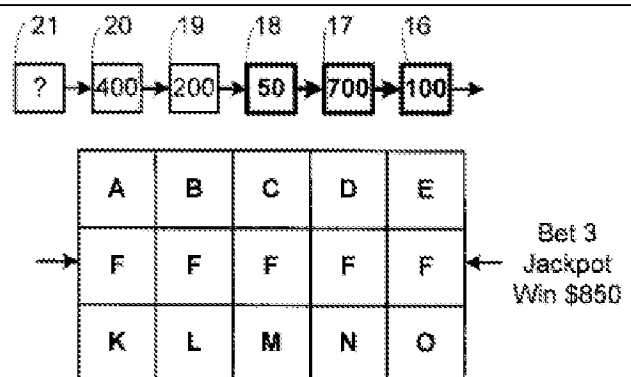 21 20 19 18 17 16
? 400 200 50 700 100
A B C D E
F F F F F
Bet 3
Jackpot
Win $850
K L M N O